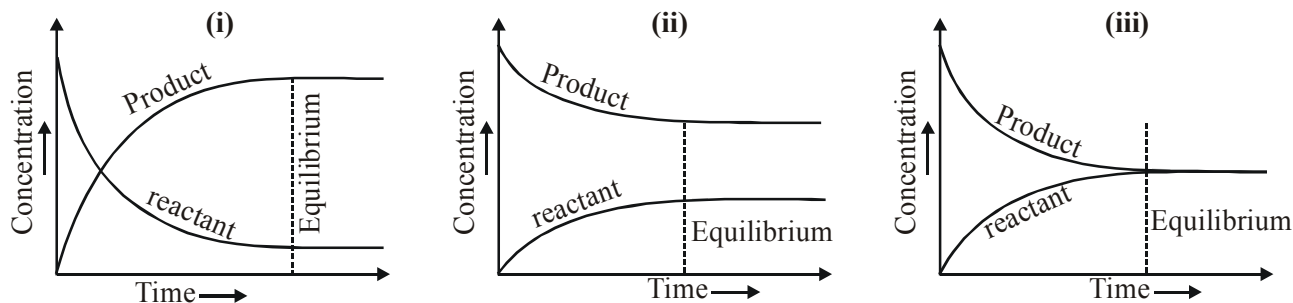 (i)
Concentration
Product
reactant
Equilibrium
Time
(ii)
Concentration
Product
reactant
Equilibrium
Time
(iii)
Concentration
Product
reactant
Equilibrium
Time